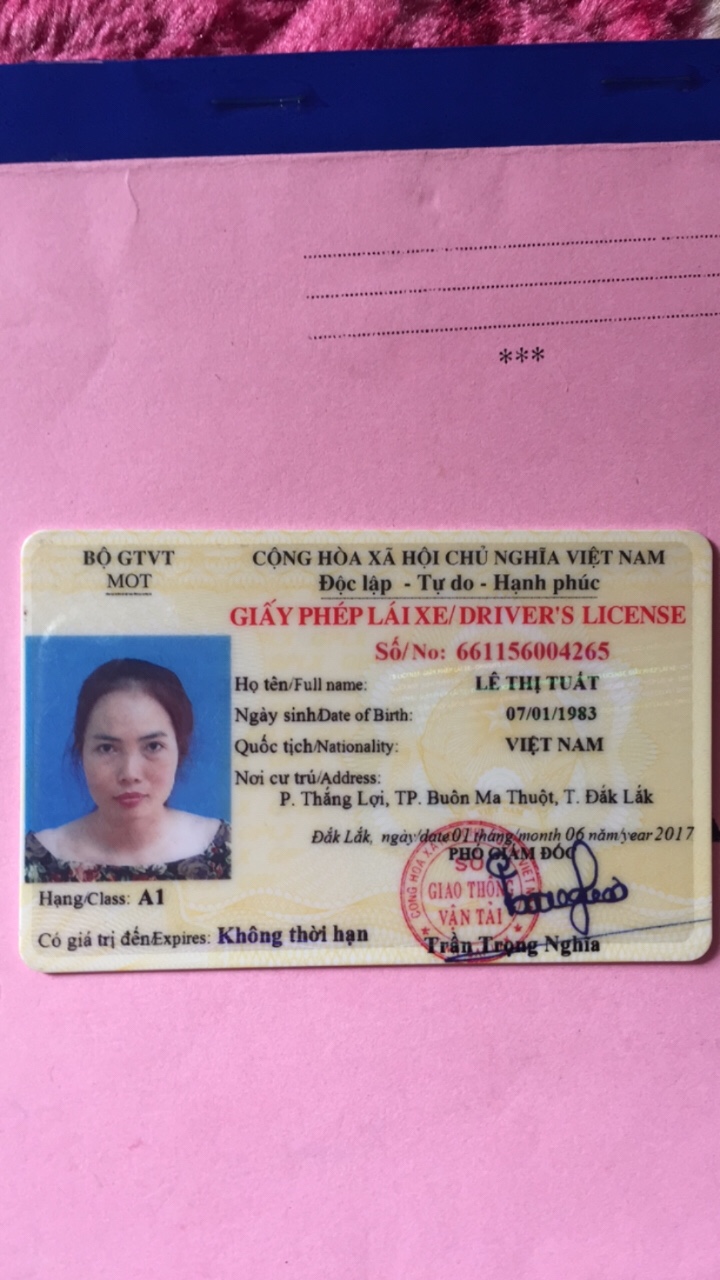 ***
BỘ GTVT
MOT
CỘNG HÒA XÃ HỘI CHỦ NGHĨA VIỆT NAM
Độc lập - Tự do - Hạnh phúc
GIẤY PHÉP LÁI XE/ DRIVER'S LICENSE
Số/No: 661156004265
Họ tên/Full name: LÊ THỊ TUẤT
Ngày sinh/Date of Birth: 07/01/1983
Quốc tịch/Nationality: VIỆT NAM
Nơi cư trú/Address:
P. Thắng Lợi, TP. Buôn Ma Thuột, T. Đắk Lắk
Đắk Lắk, ngày/date 01 tháng/month 06 năm/year 2017
PHÓ GIÁM ĐỐC
SỞ
GIAO THÔNG
VẬN TẢI
Hạng/Class: A1
Có giá trị đến/Expires: Không thời hạn
Trần Trọng Nghĩa